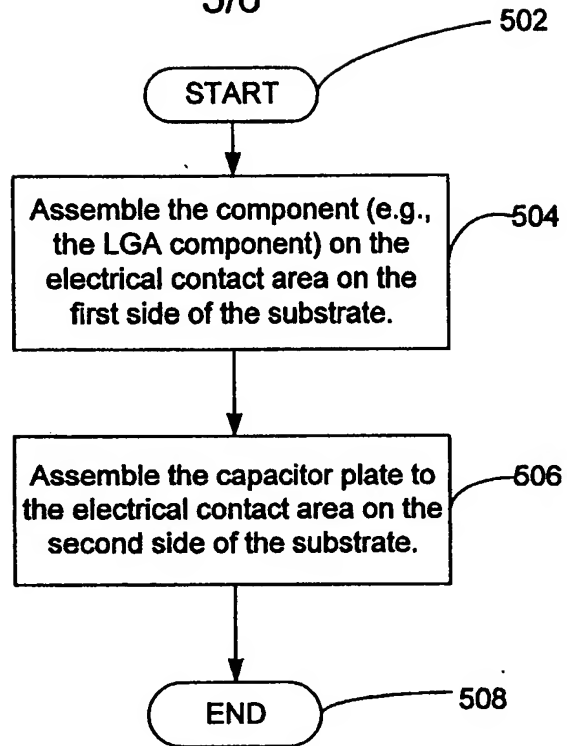 5/6
502
START
Assemble the component (e.g.,
the LGA component) on the
electrical contact area on the
first side of the substrate.
504
Assemble the capacitor plate to
the electrical contact area on the
second side of the substrate.
506
END
508